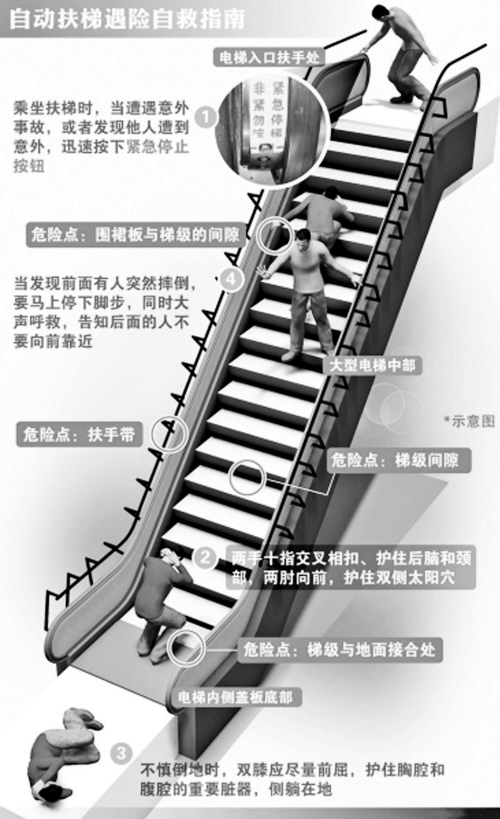 自动扶梯遇险自救指南
电梯入口扶手处
紧急停梯
非紧勿按
1
乘坐扶梯时，当遭遇意外
事故，或者发现他人遭到
意外，迅速按下紧急停止
按钮
危险点：围裙板与梯级的间隙
4
当发现前面有人突然摔倒，
要马上停下脚步，同时大
声呼救，告知后面的人不
要向前靠近
大型电梯中部
*示意图
危险点：扶手带
危险点：梯级间隙
2
两手十指交叉相扣、护住后脑和颈
部，两肘向前，护住双侧太阳穴
危险点：梯级与地面接合处
电梯内侧盖板底部
3
不慎倒地时，双膝应尽量前屈，护住胸腔和
腹腔的重要脏器，侧躺在地